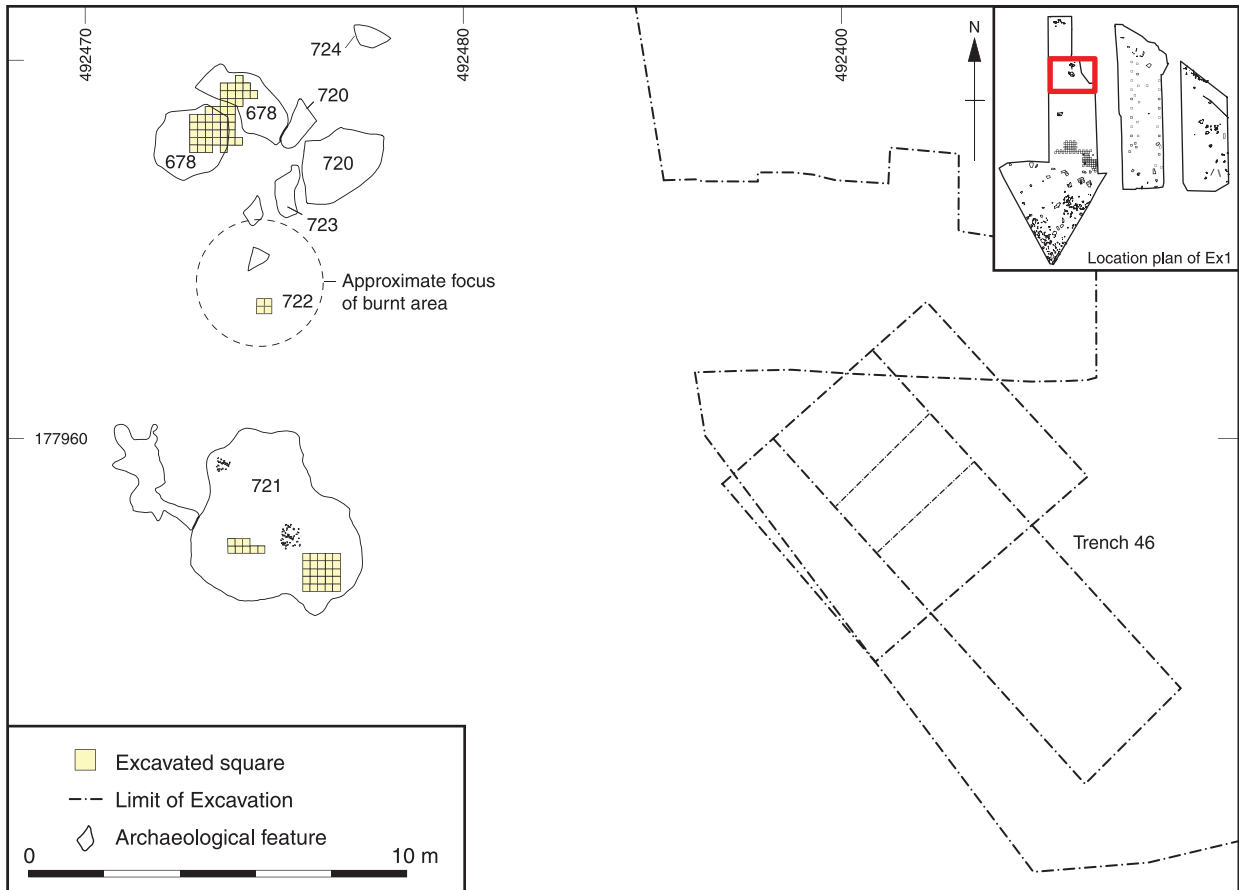 492470
492480
492400
N
724
720
678
678
720
723
722
Approximate focus
of burnt area
Location plan of Ex1
177960
721
Trench 46
Excavated square
Limit of Excavation
Archaeological feature
0
10 m